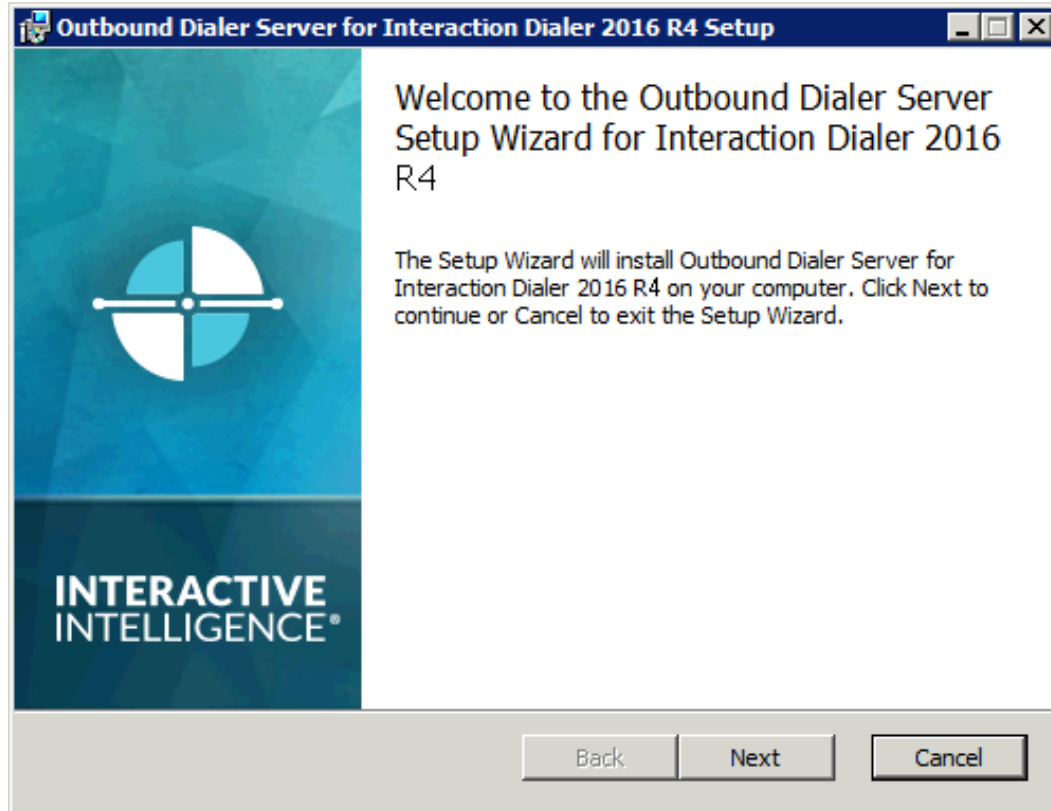 Outbound Dialer Server for Interaction Dialer 2016 R4 Setup
Welcome to the Outbound Dialer Server
Setup Wizard for Interaction Dialer 2016
R4
The Setup Wizard will install Outbound Dialer Server for
Interaction Dialer 2016 R4 on your computer. Click Next to
continue or Cancel to exit the Setup Wizard.
INTERACTIVE
INTELLIGENCE®
Back Next Cancel